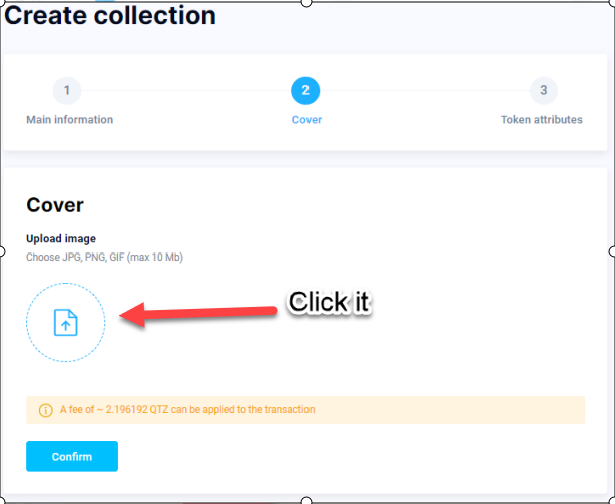 Create collection
1
2
3
Main information
Cover
Token attributes
Cover
Upload image
Choose JPG, PNG, GIF (max 10 Mb)
Click it
A fee of ~ 2.196192 QTZ can be applied to the transaction
Confirm